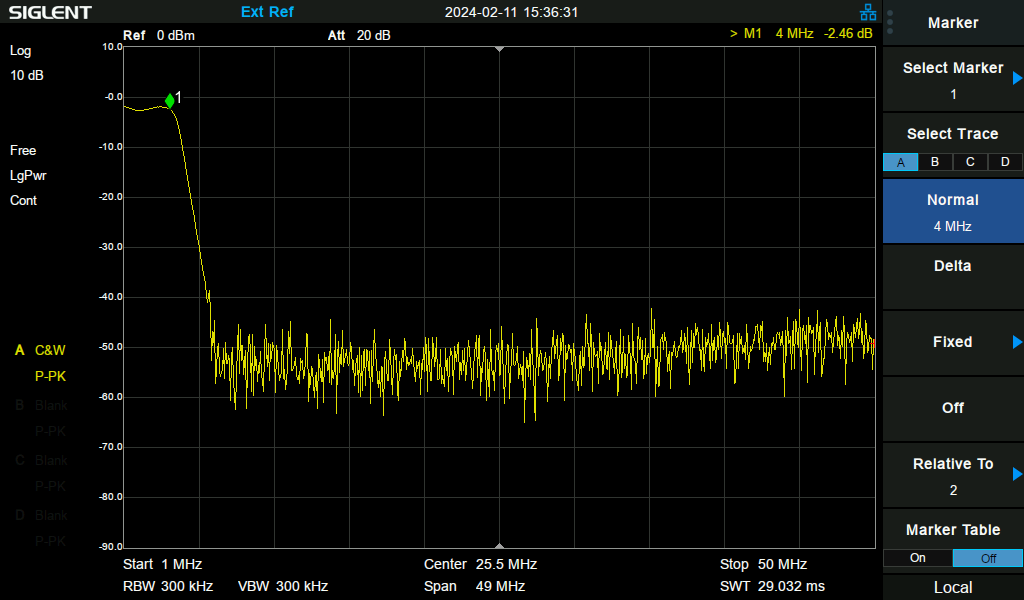 SIGLENT
Ext Ref
2024-02-11 15:36:31
Ref 0 dBm
Att 20 dB
> M1 4 MHz -2.46 dB
Log
10 dB
Free
LgPwr
Cont
A C&W
P-PK
B Blank
P-PK
C Blank
P-PK
D Blank
P-PK
10.0
-0.0
-10.0
-20.0
-30.0
-40.0
-50.0
-60.0
-70.0
-80.0
-90.0
1
Start 1 MHz
Center 25.5 MHz
Stop 50 MHz
RBW 300 kHz
VBW 300 kHz
Span 49 MHz
SWT 29.032 ms
Marker
Select Marker
1
Select Trace
A B C D
Normal
4 MHz
Delta
Fixed
Off
Relative To
2
Marker Table
On Off
Local